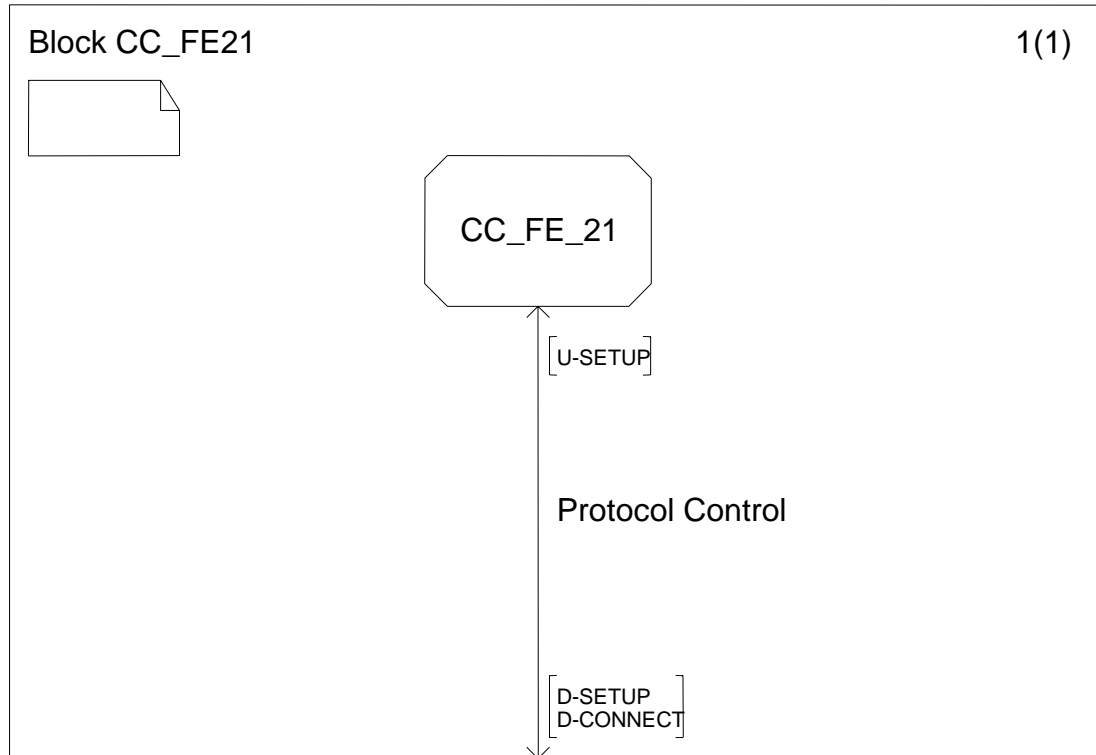 Block CC_FE21
1(1)
CC_FE_21
U-SETUP
Protocol Control
D-SETUP
D-CONNECT